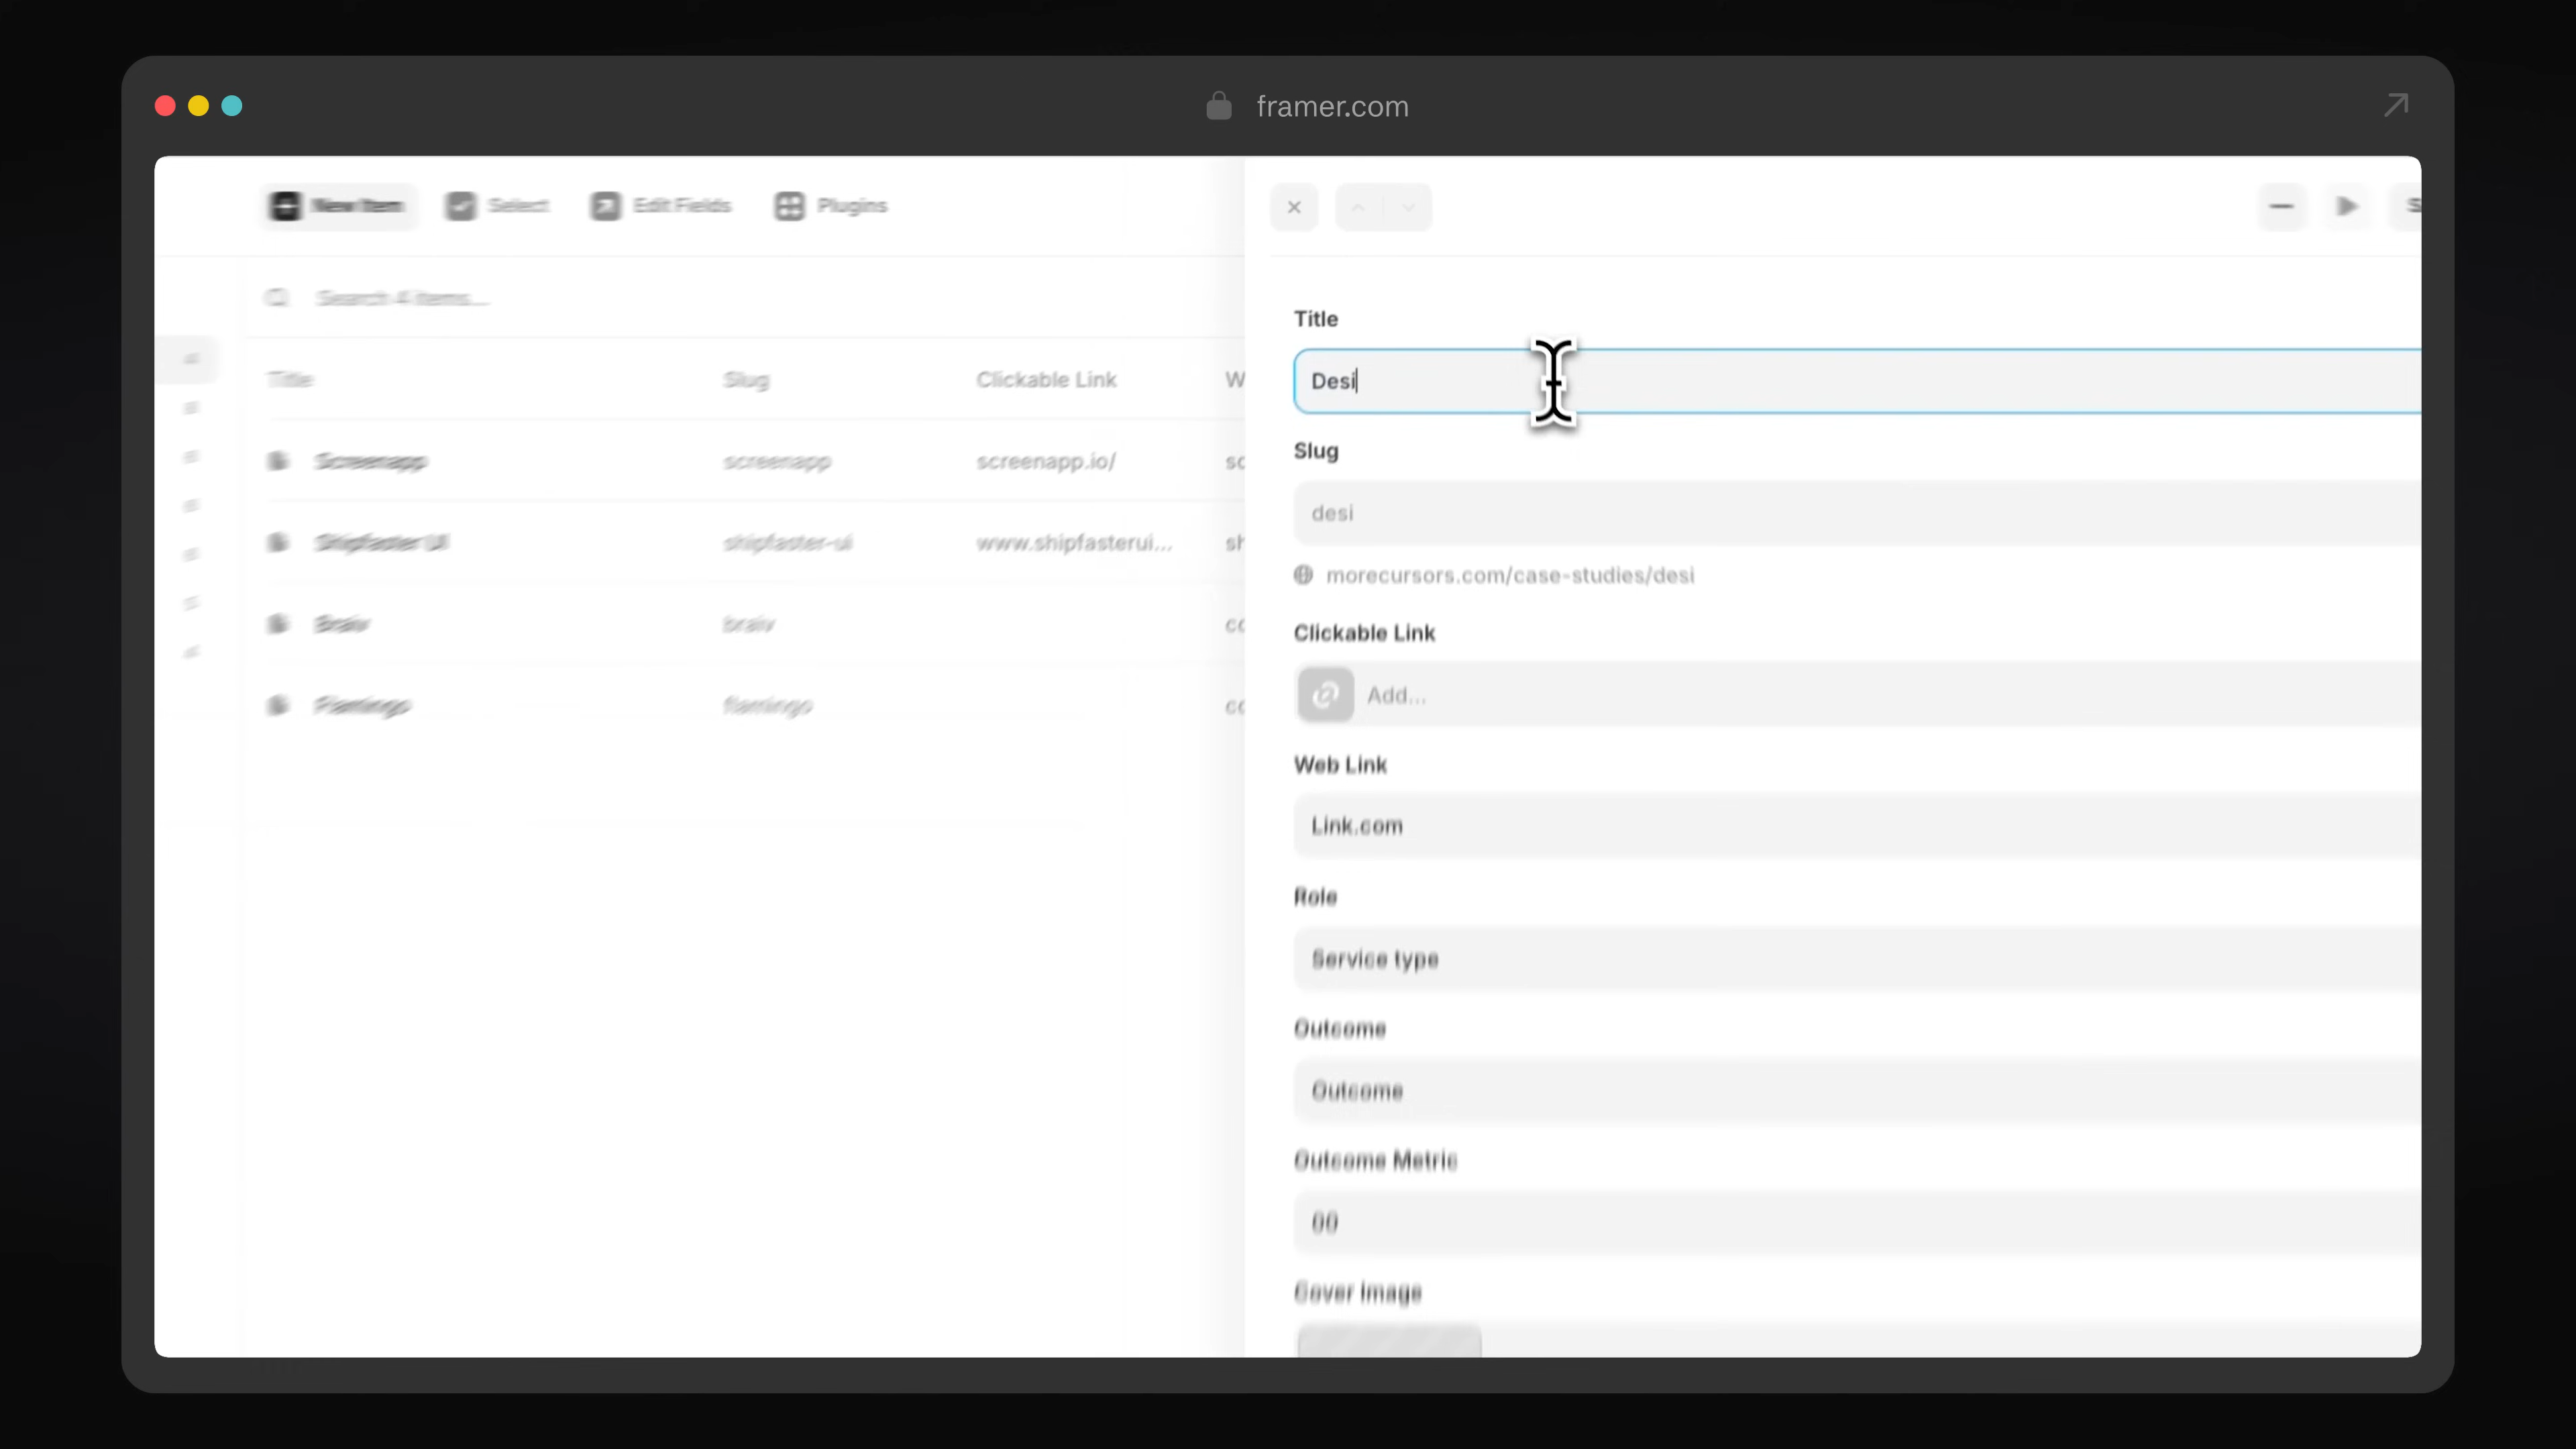 framer.com
New Item
Select
Edit Fields
Plugins
Search 4 items...
Title
Slug
Clickable Link
W
Screenapp
screenapp
screenapp.io/
sc
Shipfaster UI
shipfaster-ui
www.shipfasterui...
sh
Braiv
braiv
co
Flamingo
flamingo
co
S
Title
Desi
Slug
desi
morecursors.com/case-studies/desi
Clickable Link
Add...
Web Link
Link.com
Role
Service type
Outcome
Outcome
Outcome Metric
00
Cover Image